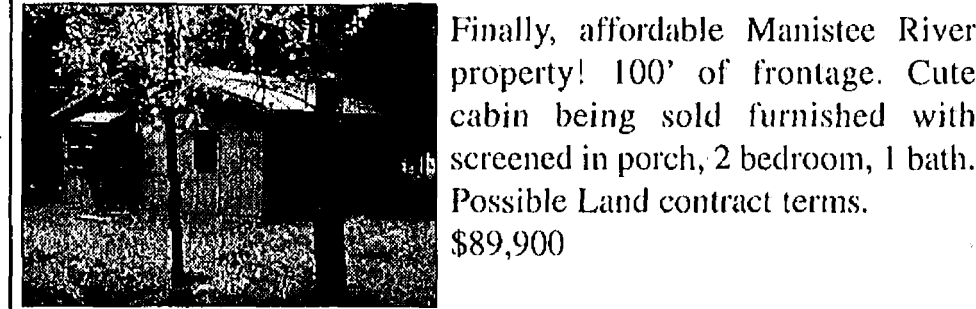 Finally, affordable Manistee River
property! 100' of frontage. Cute
cabin being sold furnished with
screened in porch, 2 bedroom, 1 bath.
Possible Land contract terms.
$89,900